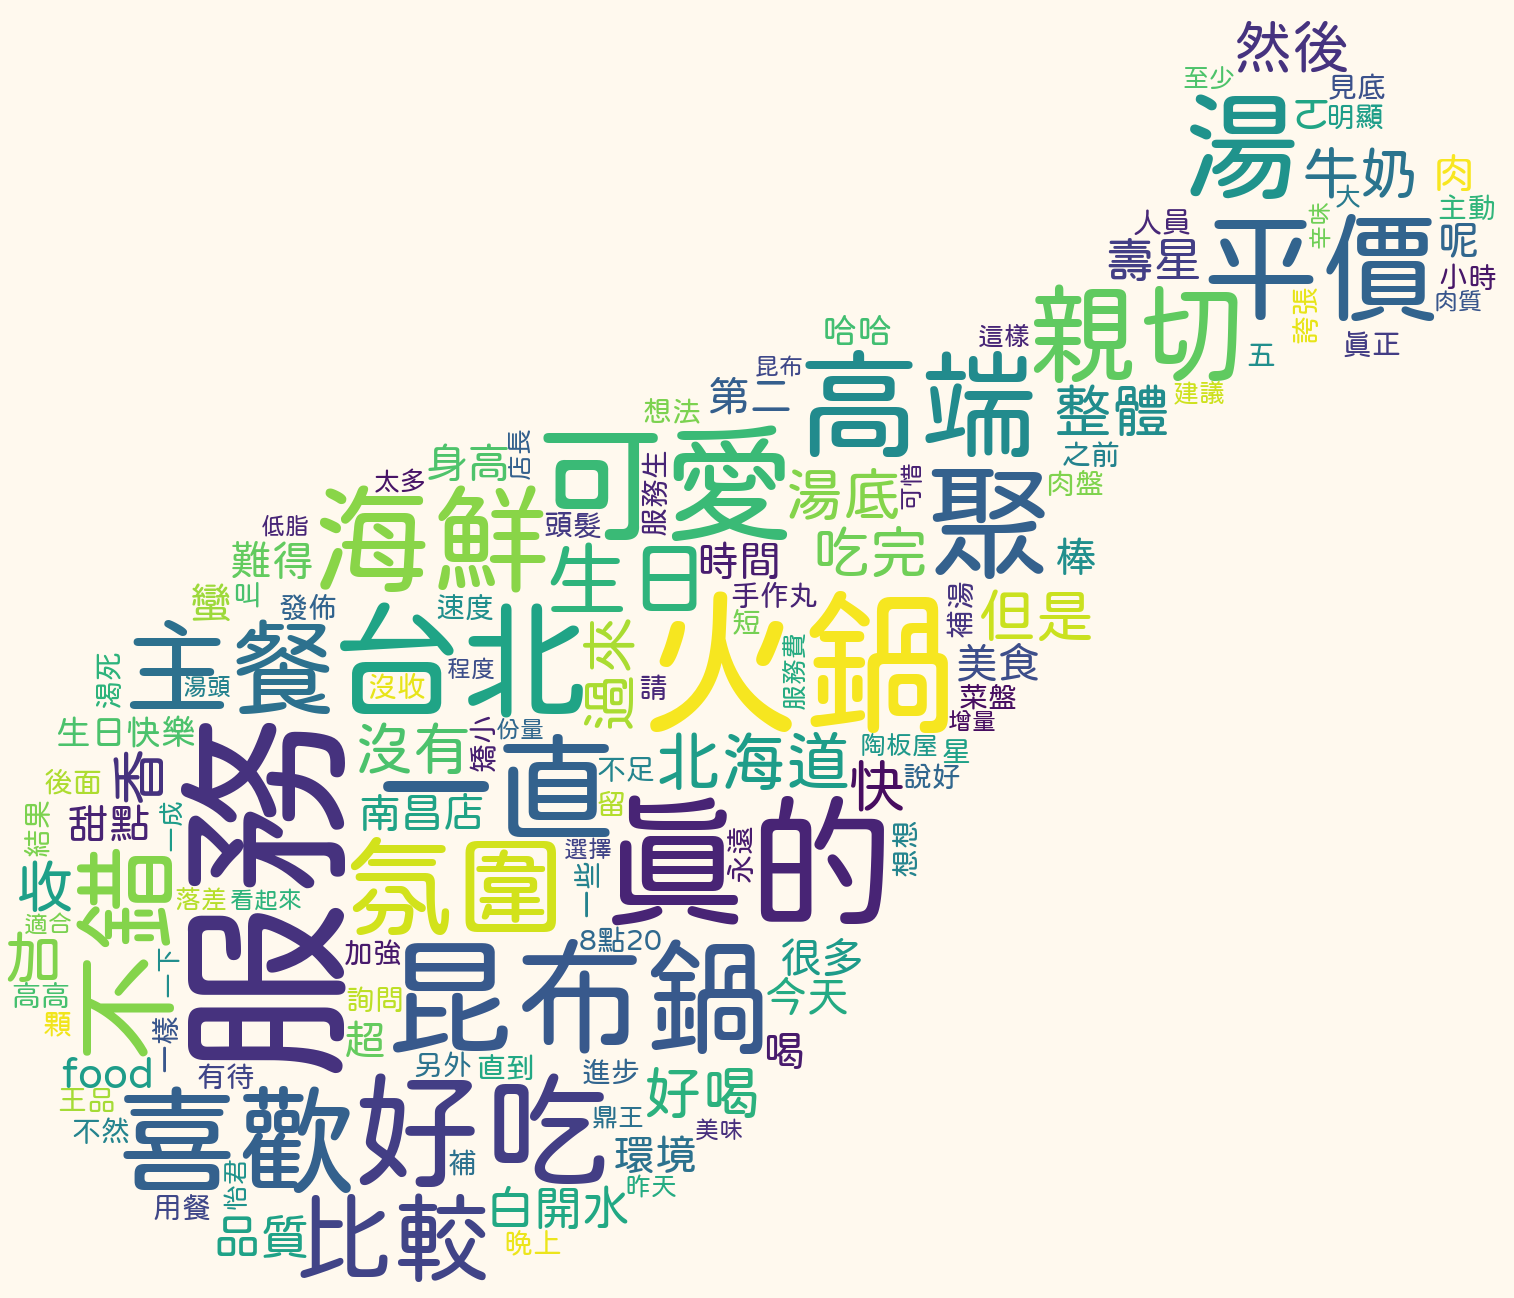 然後
至少
見底
湯
ㄛ
明顯
牛奶
肉
大
主動
人員
辛味
平價
呢
壽星
小時
肉質
親切
誇張
哈哈
這樣
五
眞正
昆布
高端
第二
整體
建議
想法
之前
可愛
店長
身高
太多
服務生
湯底
可惜
聚
肉盤
海鮮
頭髮
低脂
難得
生日
時間
吃完
棒
蠻
叫
發佈
速度
手作丸
補湯
但是
火鍋
短
主餐
台北
過來
服務費
美食
渴死
湯頭
程度
沒收
請
菜盤
增量
生日快樂
沒有
矯小
份量
一直
北海道
陶板屋
星
服務
香
後面
不足
快
說好
南昌店
留
甜點
一成
結果
眞的
永遠
想想
氛圍
選擇
不錯
收
一些
落差
看起來
適合
加
加強
昆布鍋
8點20
很多
一下
高高
詢問
今天
顆
一樣
超
喝
food
有待
另外
直到
進步
好喝
王品
喜歡
好吃
鼎王
不然
美味
補
環境
怡君
昨天
用餐
白開水
比較
品質
晚上